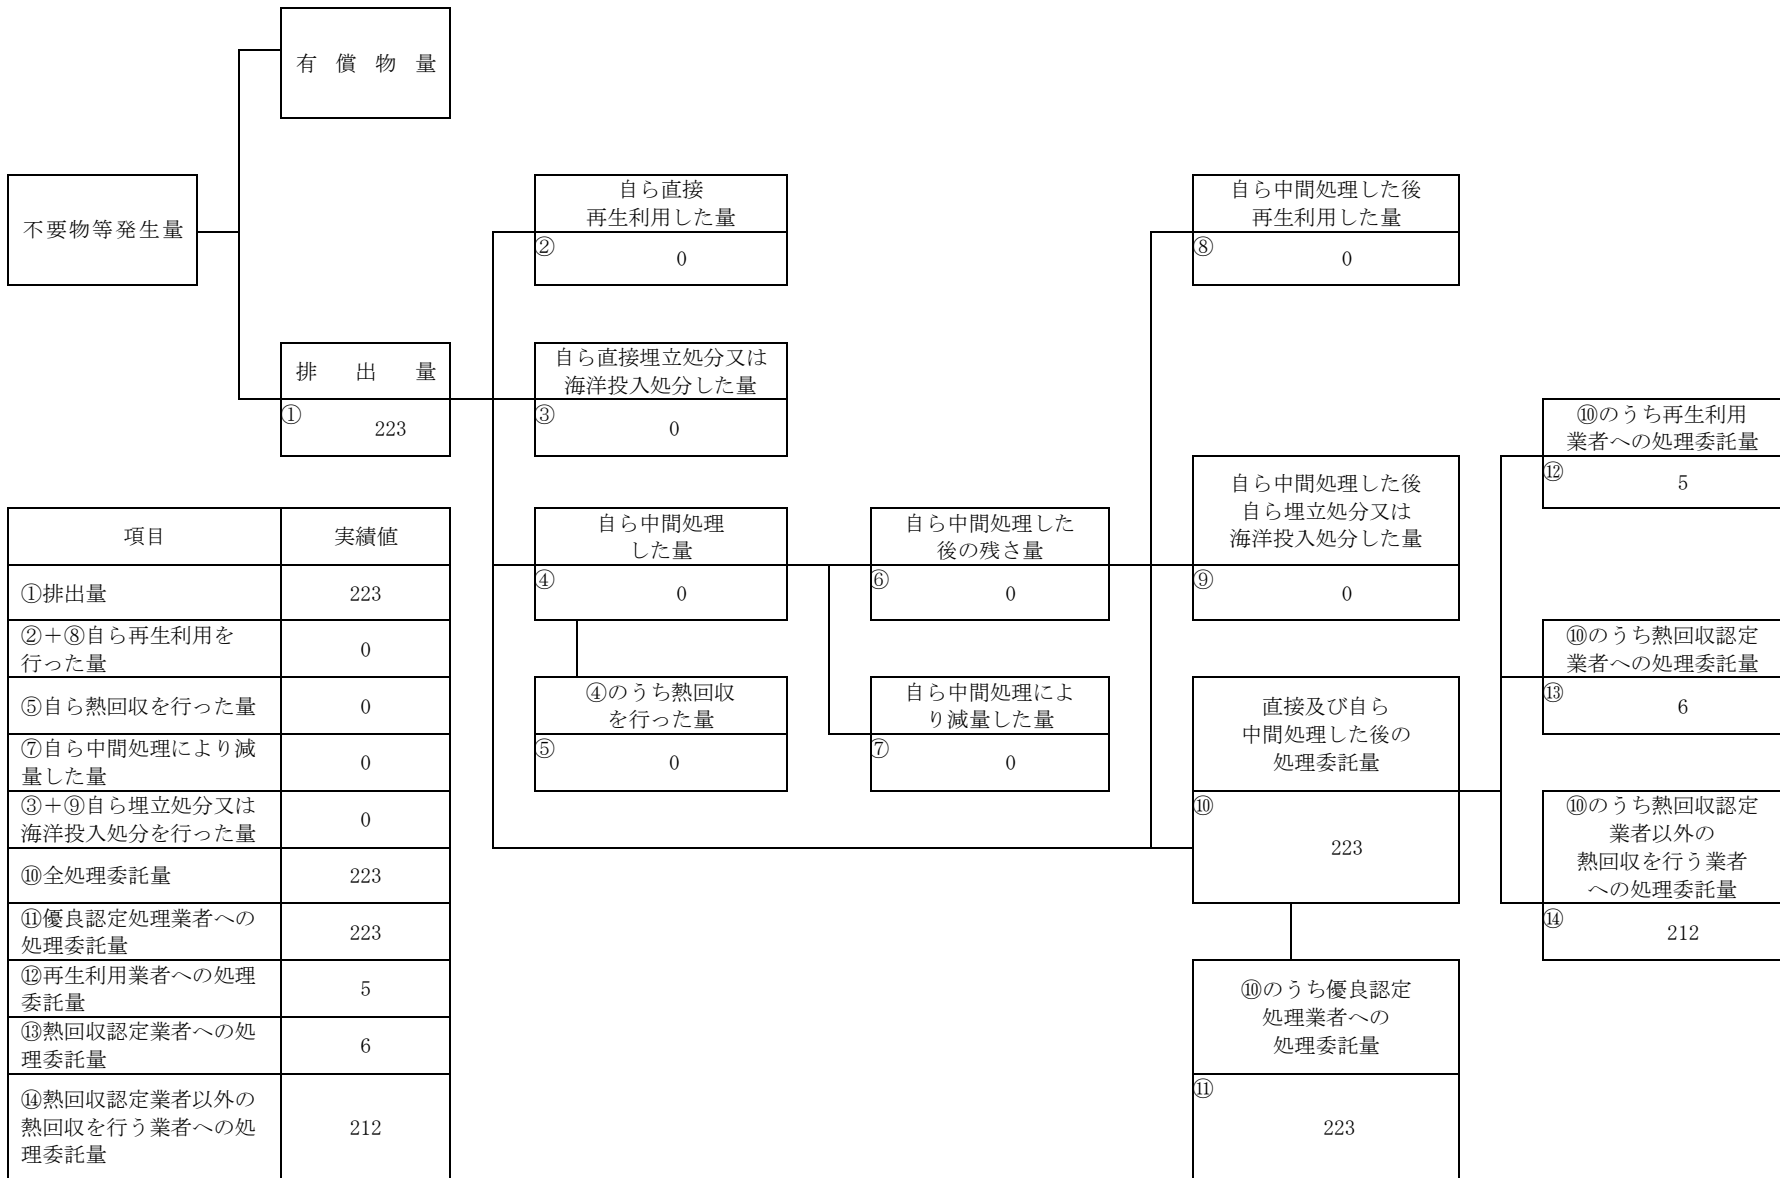 有 償 物 量
不要物等発生量
自ら直接
再生利用した量
②
0
自ら中間処理した後
再生利用した量
⑧
0
排 出 量
①
223
自ら直接埋立処分又は
海洋投入処分した量
③
0
⑩のうち再生利用
業者への処理委託量
⑫
5
自ら中間処理した後
自ら埋立処分又は
海洋投入処分した量
⑨
0
自ら中間処理
した量
④
0
自ら中間処理した
後の残さ量
⑥
0
⑩のうち熱回収認定
業者への処理委託量
⑬
6
④のうち熱回収
を行った量
⑤
0
自ら中間処理によ
り減量した量
⑦
0
直接及び自ら
中間処理した後の
処理委託量
⑩
223
⑩のうち熱回収認定
業者以外の
熱回収を行う業者
への処理委託量
⑭
212
⑩のうち優良認定
処理業者への
処理委託量
⑪
223
項目 実績値
①排出量 223
②+⑧自ら再生利用を
行った量
0
⑤自ら熱回収を行った量 0
⑦自ら中間処理により減
量した量
0
③+⑨自ら埋立処分又は
海洋投入処分を行った量
0
⑩全処理委託量 223
⑪優良認定処理業者への
処理委託量
223
⑫再生利用業者への処理
委託量
5
⑬熱回収認定業者への処
理委託量
6
⑭熱回収認定業者以外の
熱回収を行う業者への処
理委託量
212